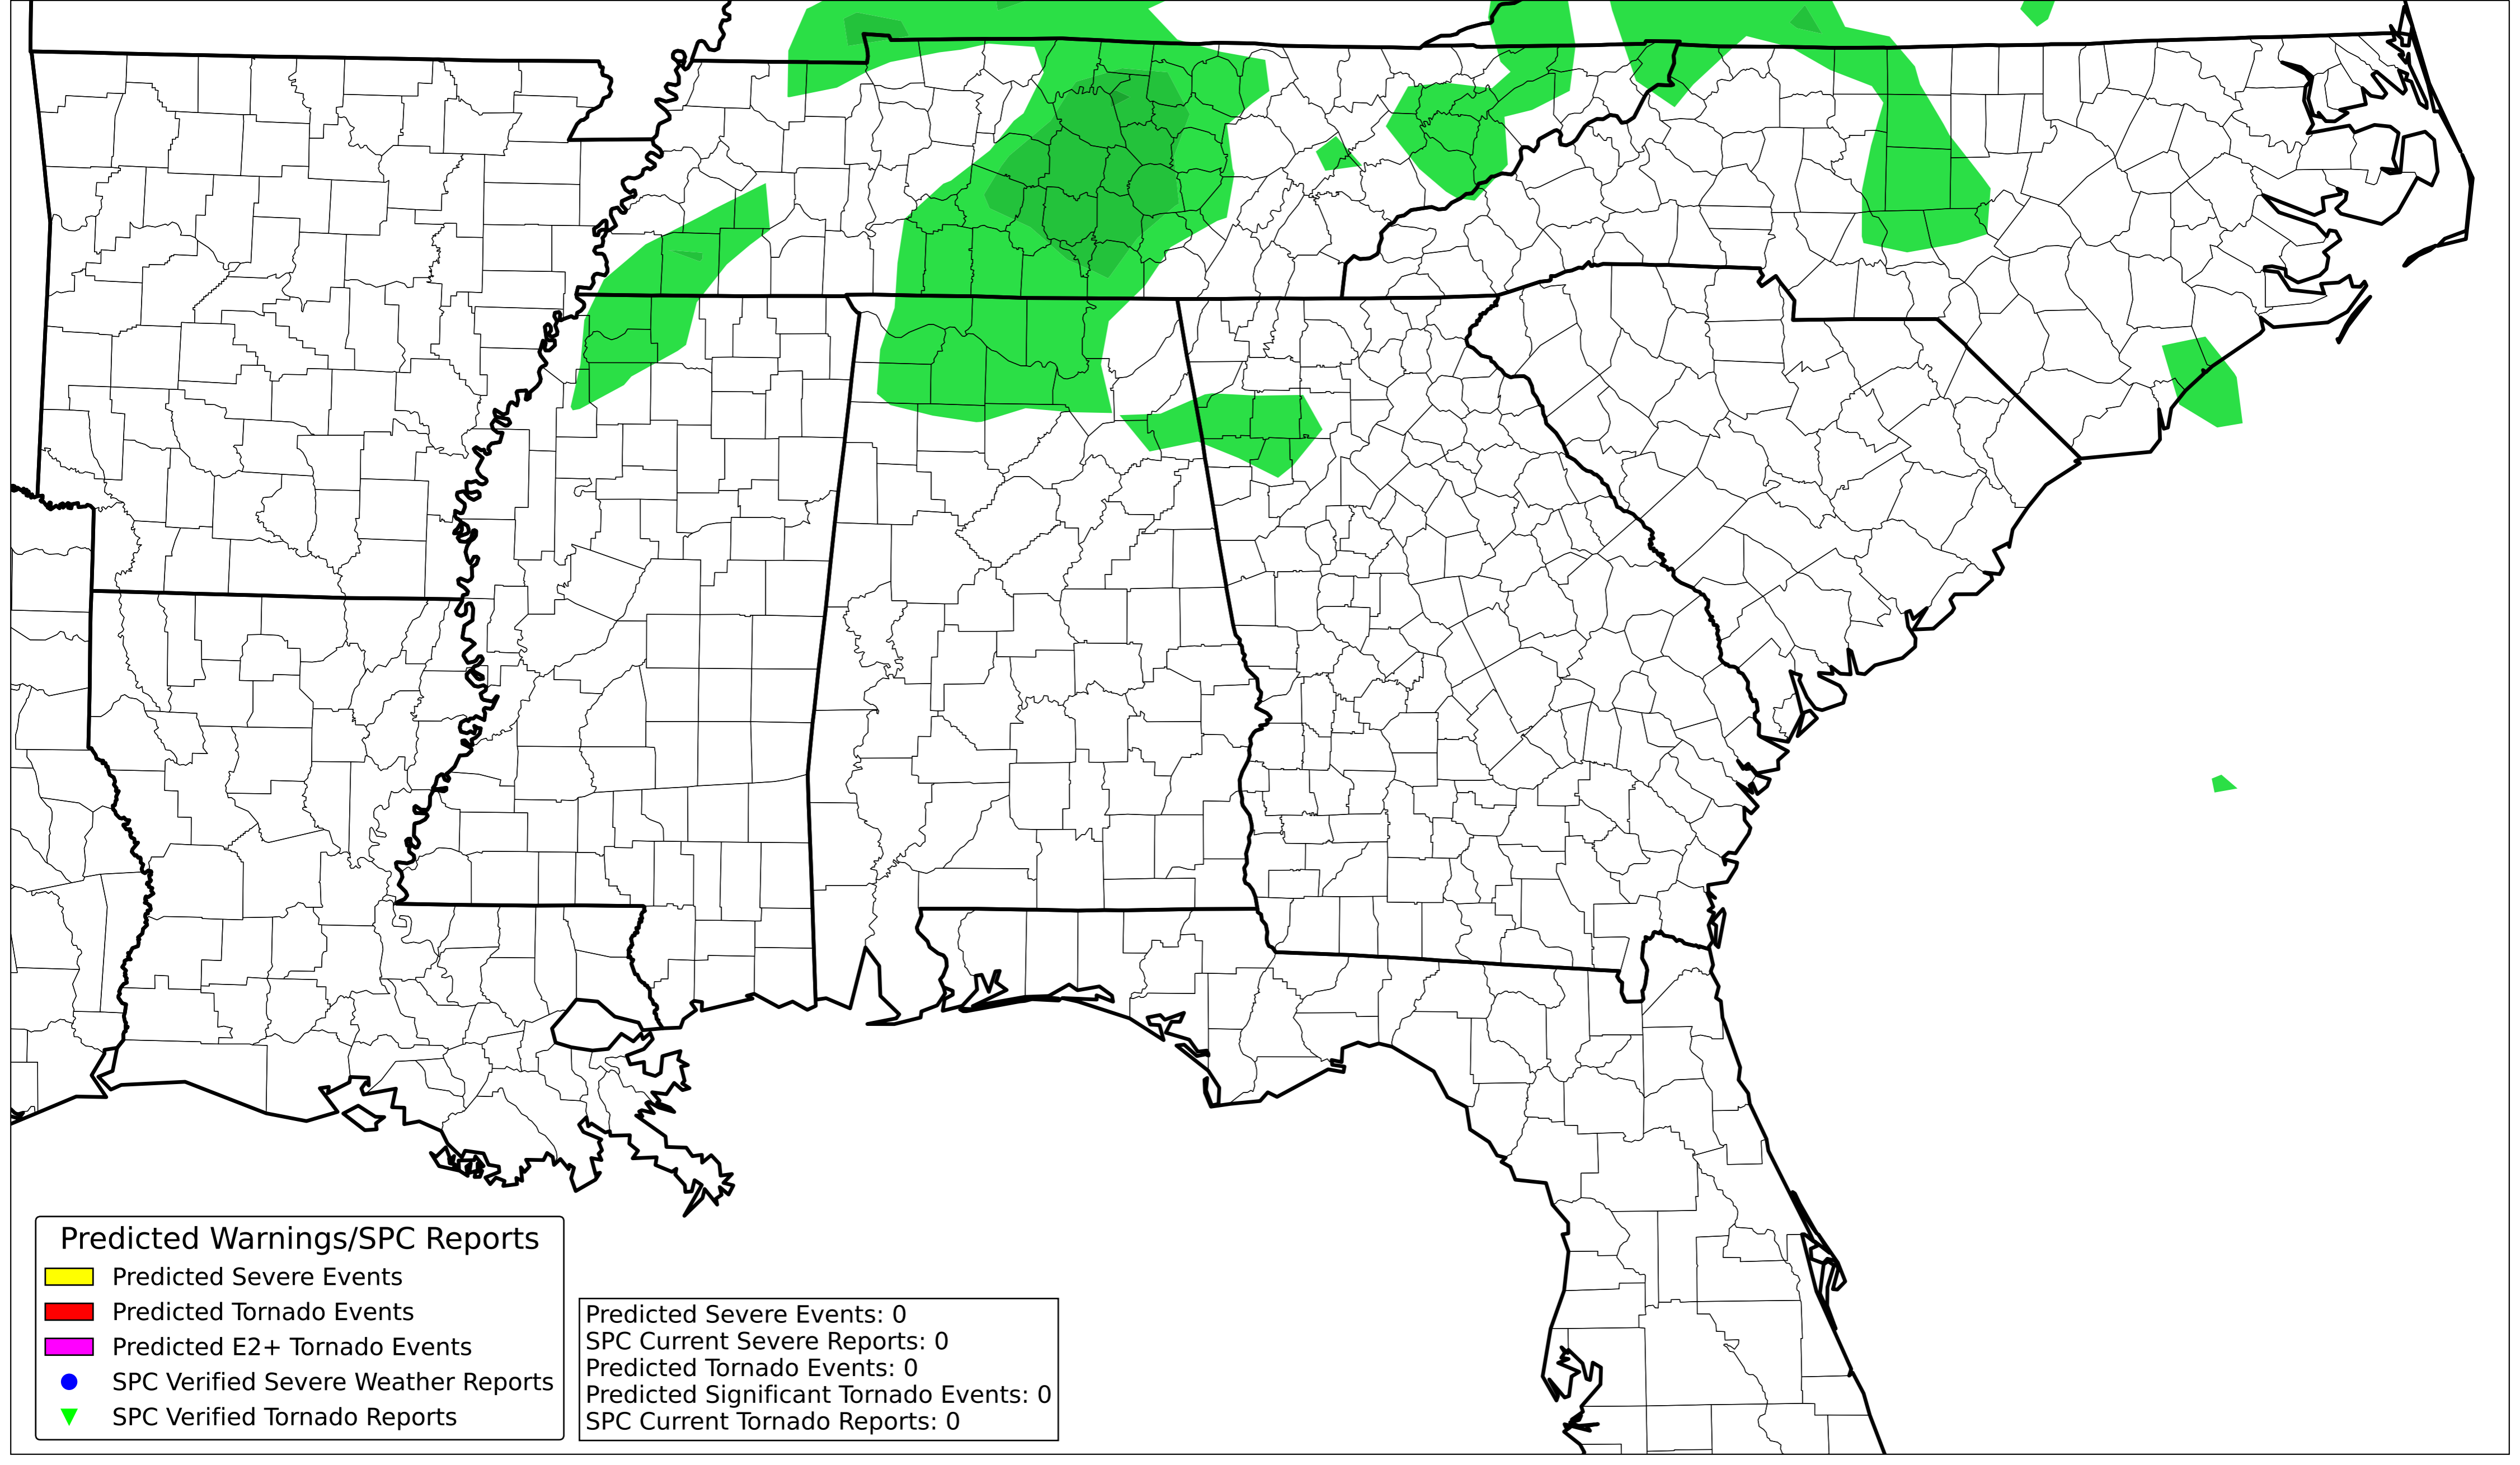 Predicted Warnings/SPC Reports
Predicted Severe Events
Predicted Tornado Events
Predicted E2+ Tornado Events
SPC Verified Severe Weather Reports
SPC Verified Tornado Reports
Predicted Severe Events: 0
SPC Current Severe Reports: 0
Predicted Tornado Events: 0
Predicted Significant Tornado Events: 0
SPC Current Tornado Reports: 0